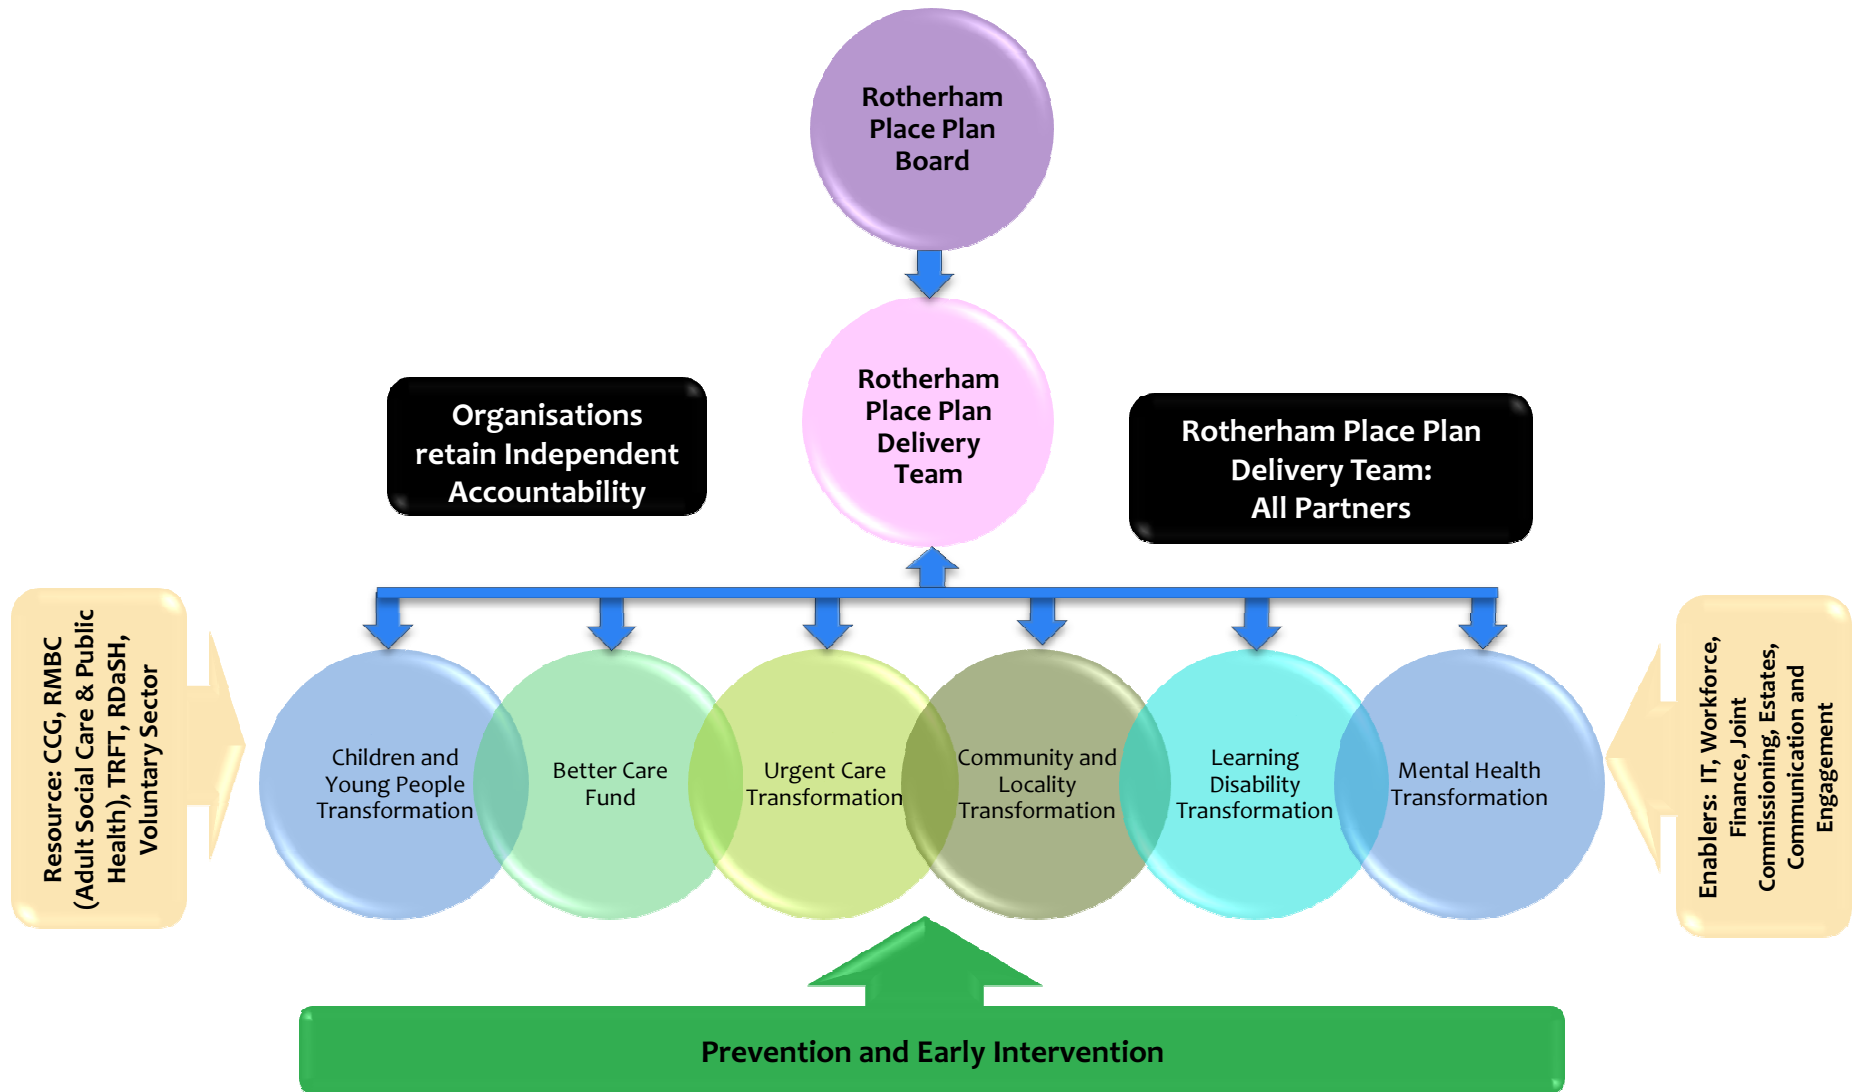 Rotherham
Place Plan
Board
Rotherham
Place Plan
Delivery
Team
Organisations
retain Independent
Accountability
Rotherham Place Plan
Delivery Team:
All Partners
Resource: CCG, RMBC
(Adult Social Care & Public
Health), TRFT, RDaSH,
Voluntary Sector
Children and
Young People
Transformation
Better Care
Fund
Urgent Care
Transformation
Community and
Locality
Transformation
Learning
Disability
Transformation
Mental Health
Transformation
Enablers: IT, Workforce,
Finance, Joint
Commissioning, Estates,
Communication and
Engagement
Prevention and Early Intervention